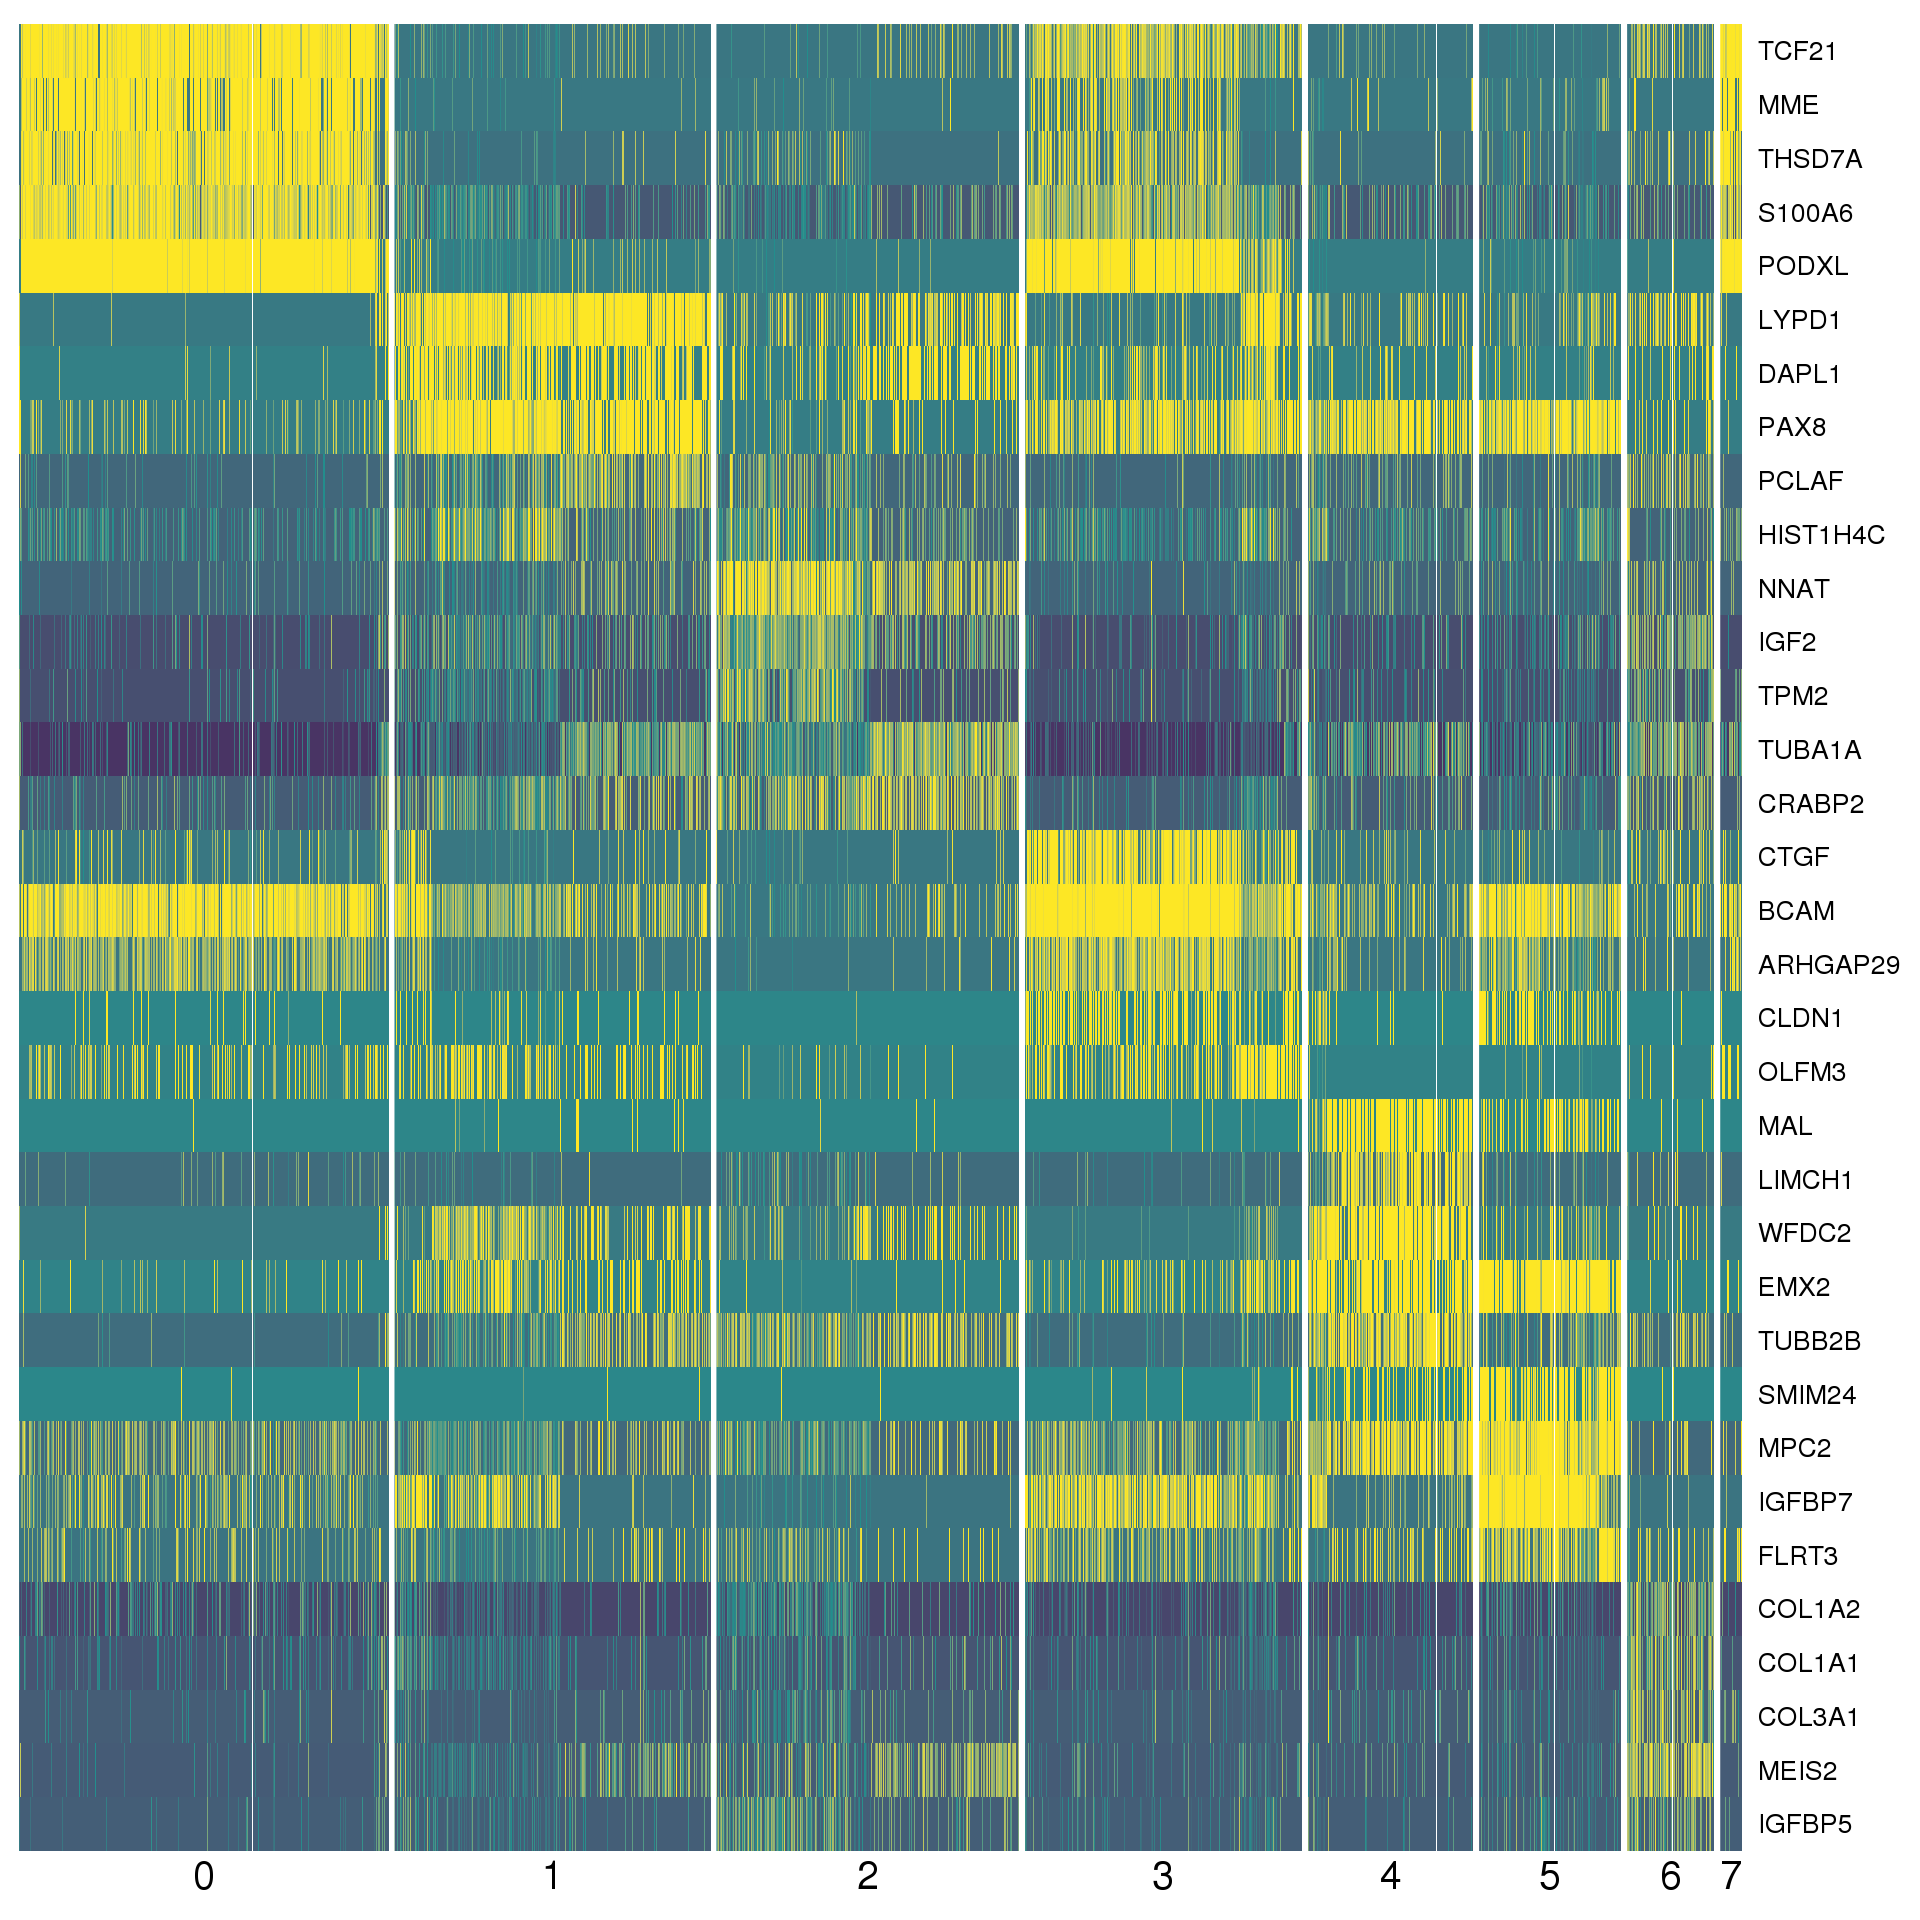 TCF21
MME
THSD7A
S100A6
PODXL
LYPD1
DAPL1
PAX8
PCLAF
HIST1H4C
NNAT
IGF2
TPM2
TUBA1A
CRABP2
CTGF
BCAM
ARHGAP29
CLDN1
OLFM3
MAL
LIMCH1
WFDC2
EMX2
TUBB2B
SMIM24
MPC2
IGFBP7
FLRT3
COL1A2
COL1A1
COL3A1
MEIS2
IGFBP5
0 1 2 3 4 5 6 7